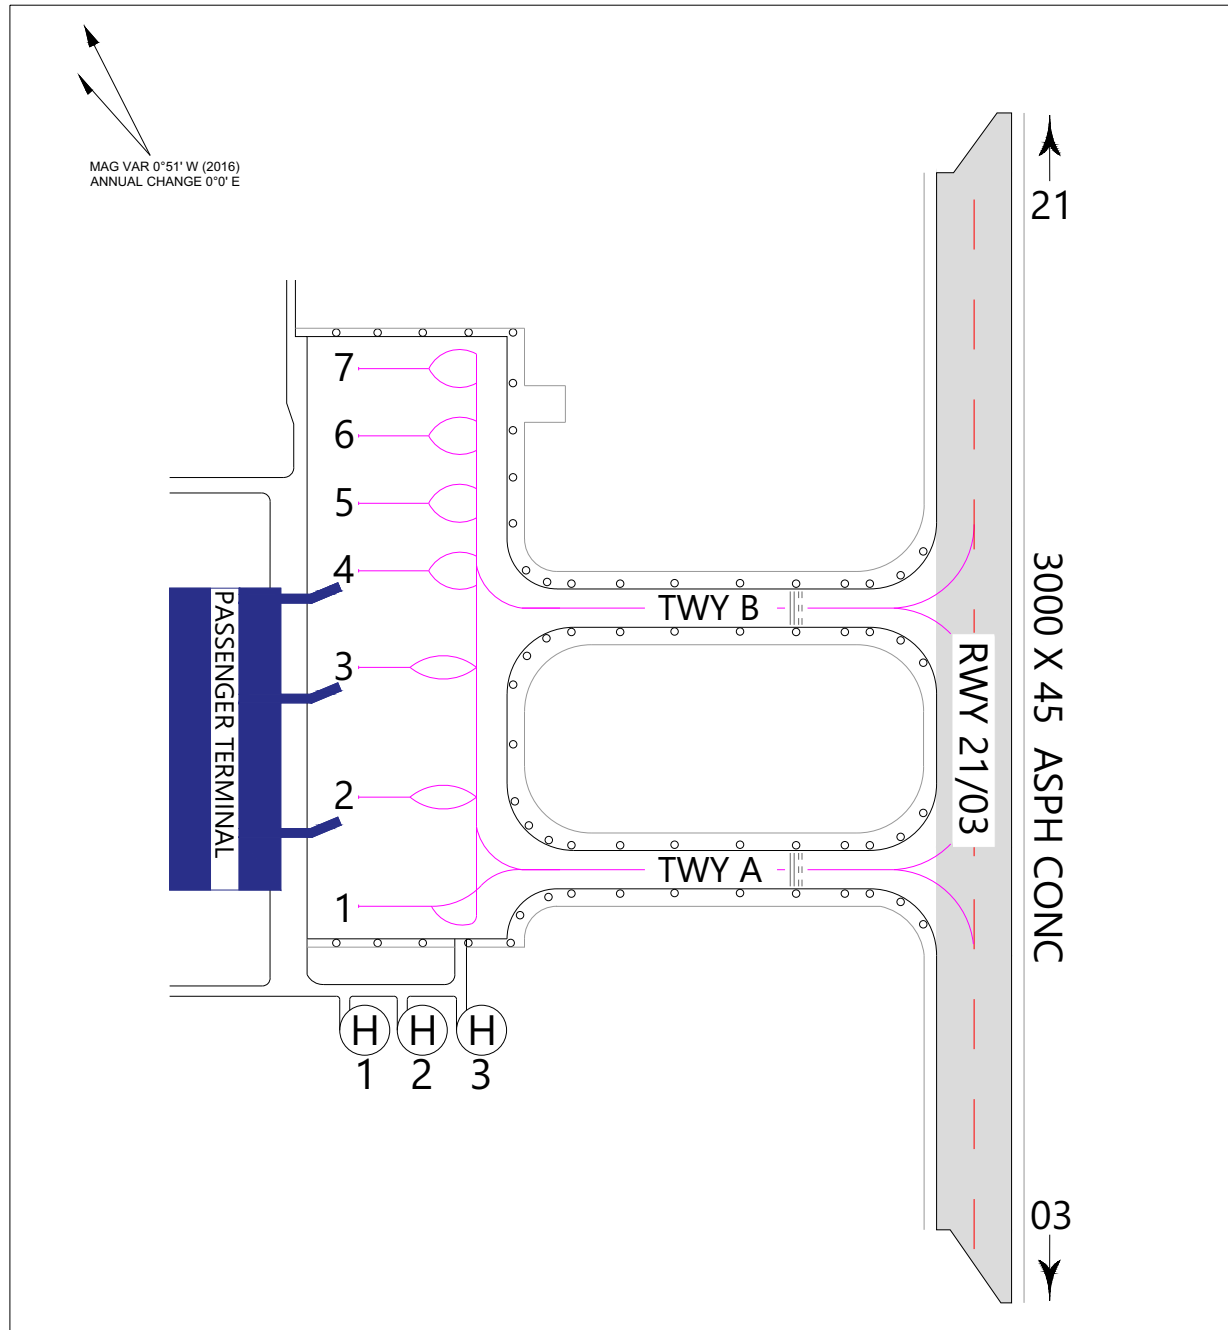 MAG VAR 0°51' W (2016)
ANNUAL CHANGE 0°0' E
21
7
6
5
4
3
2
1
PASSENGER TERMINAL
TWY B
TWY A
RWY 21/03
3000 X 45 ASPH CONC
H
H
H
1
2
3
03